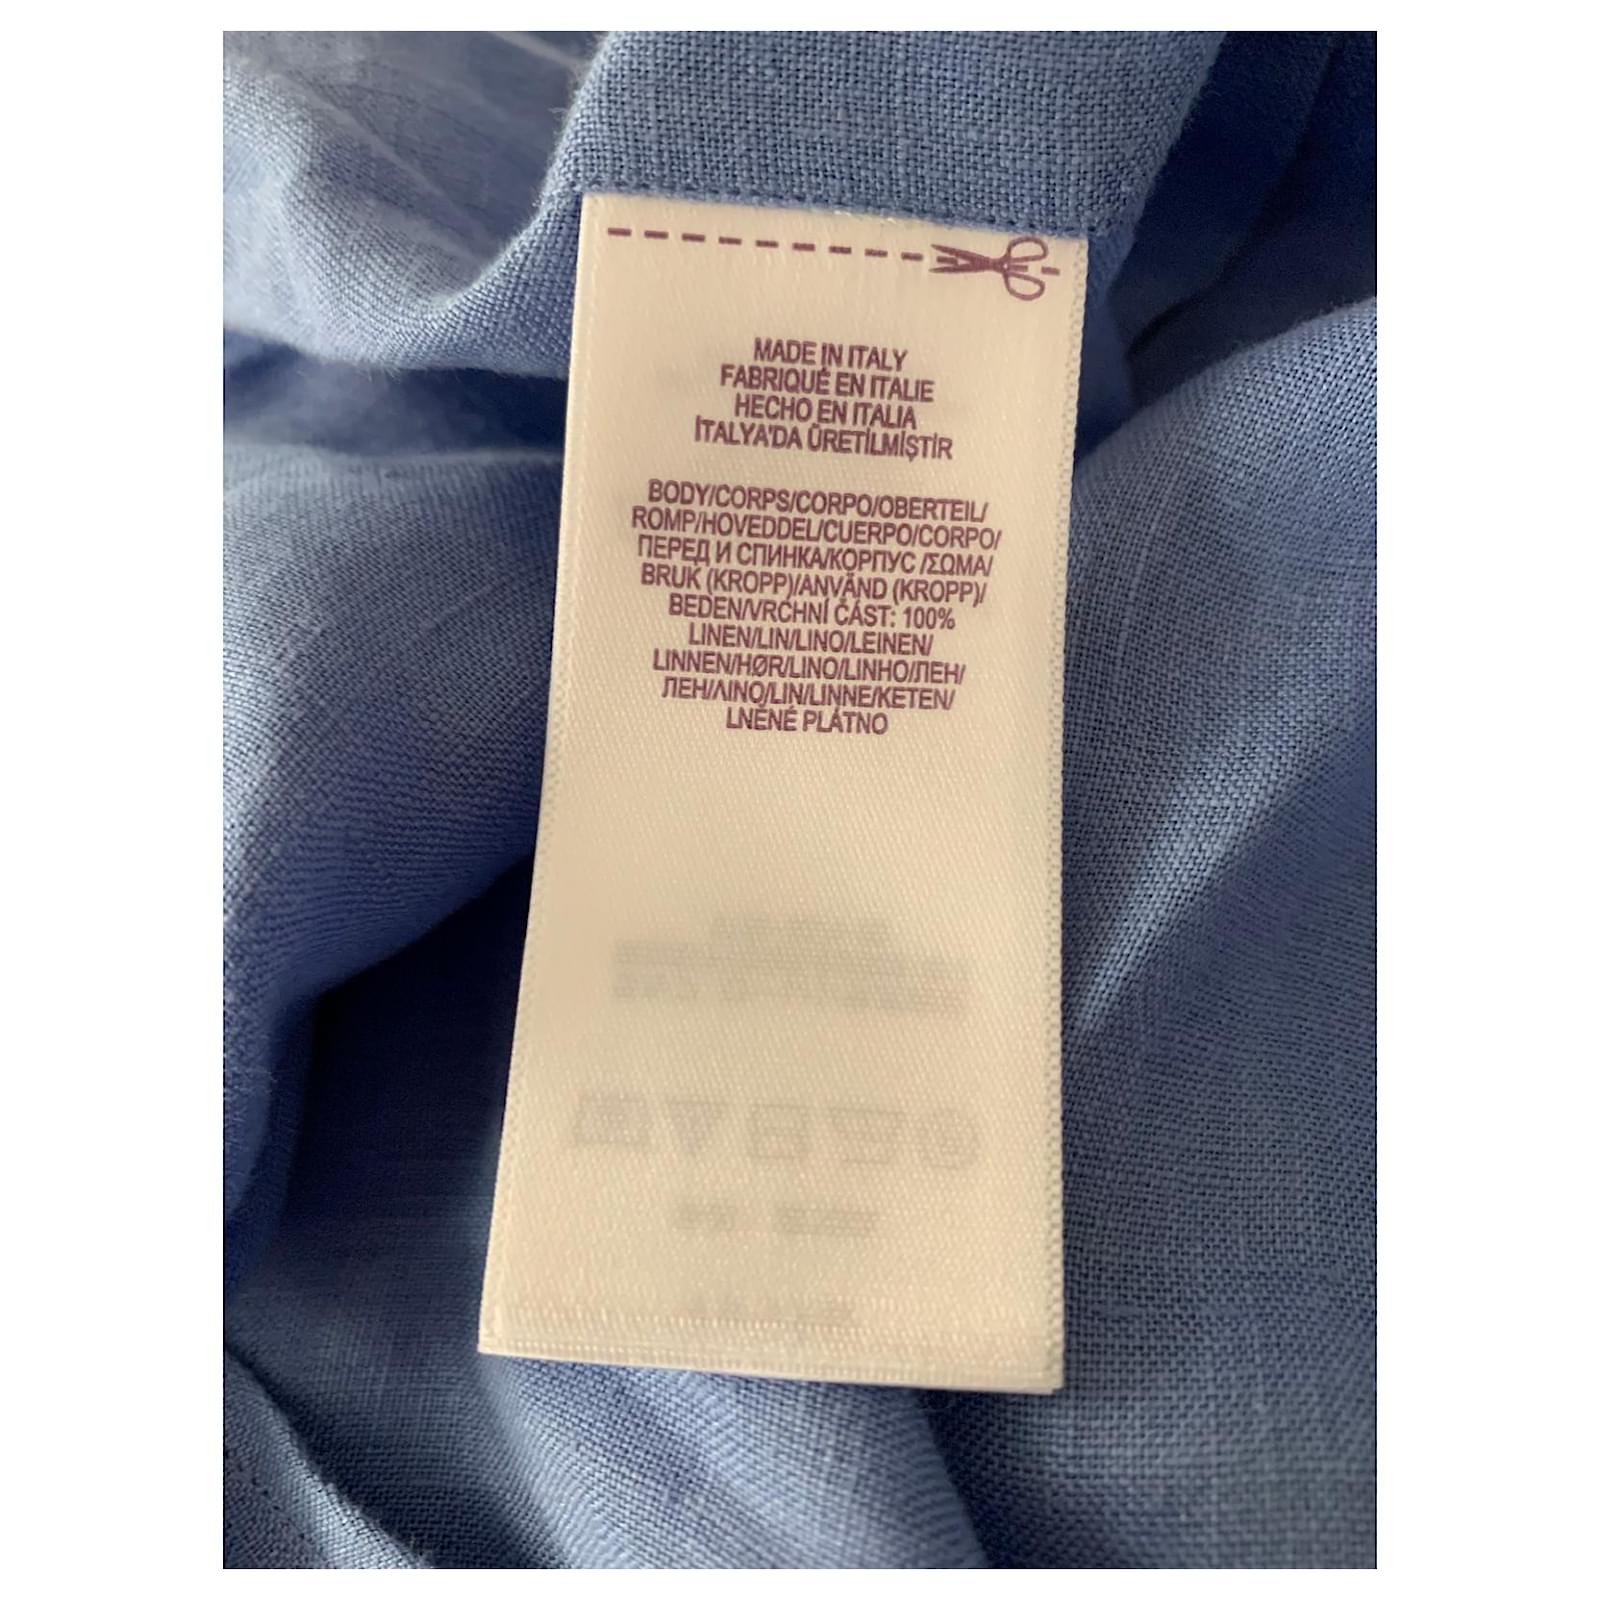 MADE IN ITALY
FABRIQUÉ EN ITALIE
HECHO EN ITALIA
İTALYA'DA ÜRETİLMİŞTİR
BODY/CORPS/CORPO/OBERTEIL/
ROMP/HOVEDDEL/CUERPO/CORPO/
ПЕРЕД И СПИНКА/КОРПУС /ΣΩΜΑ/
BRUK (KROPP)/ANVÄND (KROPP)/
BEDEN/VRCHNÍ ČÁST: 100%
LINEN/LIN/LINO/LEINEN/
LINNEN/HØR/LINO/LINHO/ЛЕН/
ЛЕН/ΛΙΝΟ/LIN/LINNE/KETEN/
LNĚNÉ PLÁTNO